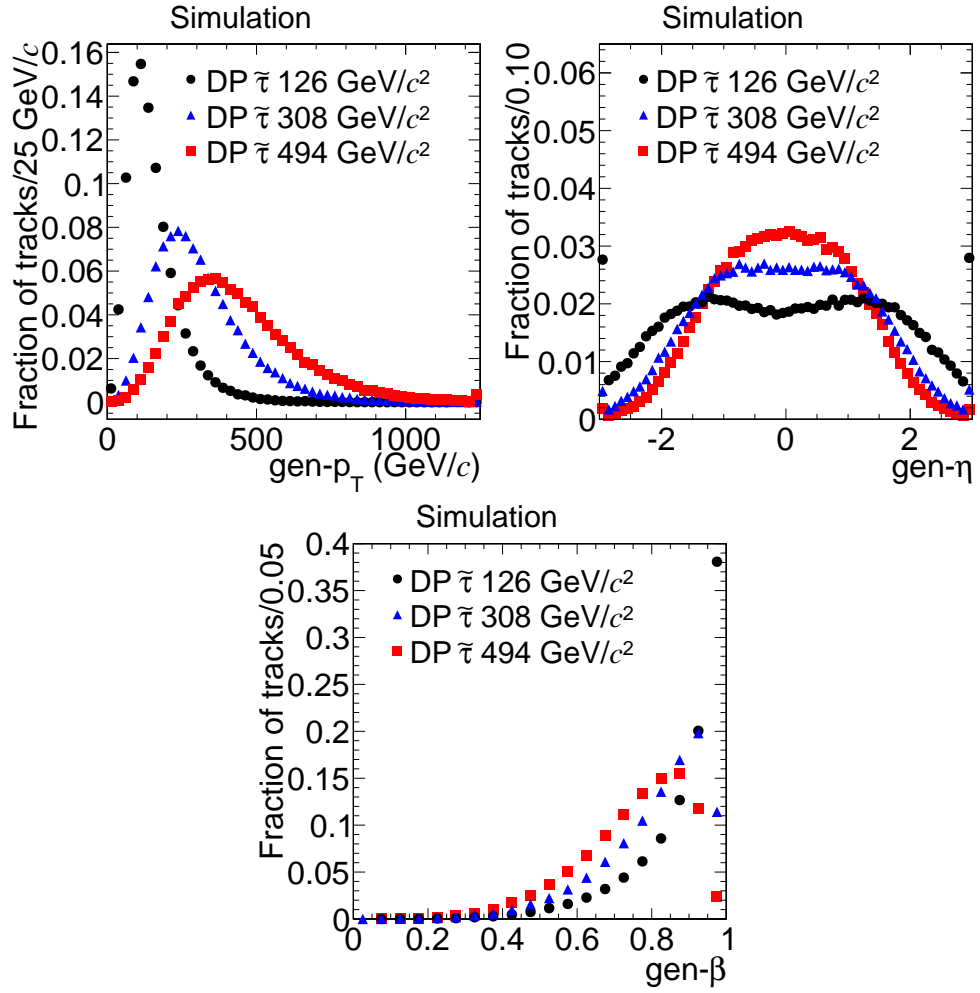 Simulation
Fraction of tracks/25 GeV/c
0.16
0.14
0.12
0.1
0.08
0.06
0.04
0.02
0
DP τ̃ 126 GeV/c²
DP τ̃ 308 GeV/c²
DP τ̃ 494 GeV/c²
0 500 1000
gen-p_T (GeV/c)
Simulation
Fraction of tracks/0.10
0.06
0.05
0.04
0.03
0.02
0.01
0
DP τ̃ 126 GeV/c²
DP τ̃ 308 GeV/c²
DP τ̃ 494 GeV/c²
-2 0 2
gen-η
Simulation
Fraction of tracks/0.05
0.4
0.35
0.3
0.25
0.2
0.15
0.1
0.05
0
DP τ̃ 126 GeV/c²
DP τ̃ 308 GeV/c²
DP τ̃ 494 GeV/c²
0 0.2 0.4 0.6 0.8 1
gen-β